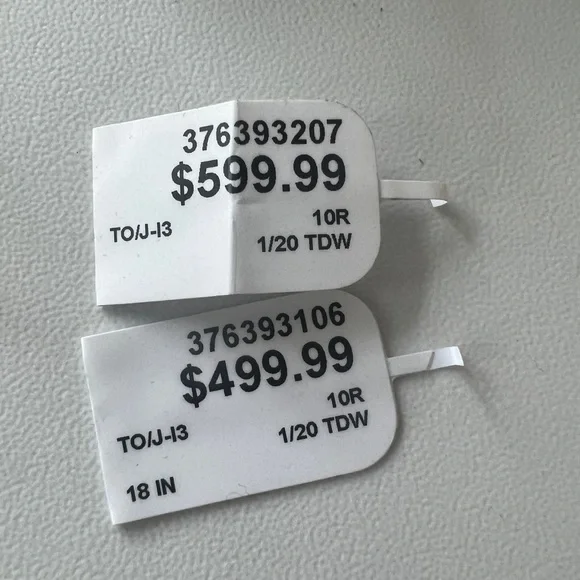 376393207
$599.99
10R
TO/J-I3
1/20 TDW
376393106
$499.99
10R
TO/J-I3
1/20 TDW
18 IN